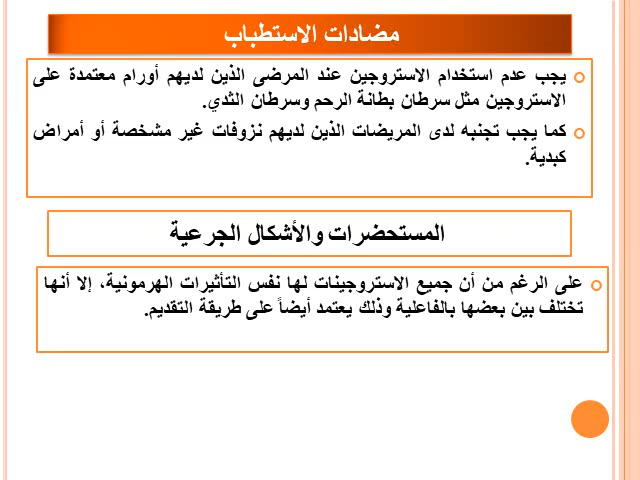 مضادات الاستطباب
يجب عدم استخدام الاستروجين عند المرضى الذين لديهم أورام معتمدة على
الاستروجين مثل سرطان بطانة الرحم وسرطان الثدي.
كما يجب تجنبه لدى المريضات الذين لديهم نزوفات غير مشخصة أو أمراض
كبدية.
المستحضرات والأشكال الجرعية
على الرغم من أن جميع الاستروجينات لها نفس التأثيرات الهرمونية، إلا أنها
تختلف بين بعضها بالفاعلية وذلك يعتمد أيضاً على طريقة التقديم.